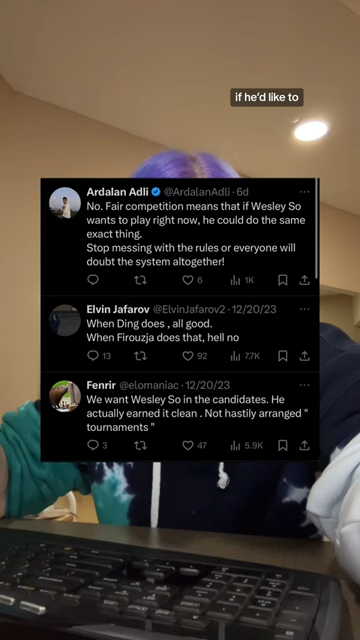 if he'd like to
Ardalan Adli @ArdalanAdli · 6d
No. Fair competition means that if Wesley So
wants to play right now, he could do the same
exact thing.
Stop messing with the rules or everyone will
doubt the system altogether!
6 1K
Elvin Jafarov @ElvinJafarov2 · 12/20/23
When Ding does , all good.
When Firouzja does that, hell no
13 92 7.7K
Fenrir @elomaniac · 12/20/23
We want Wesley So in the candidates. He
actually earned it clean . Not hastily arranged "
tournaments "
3 47 5.9K